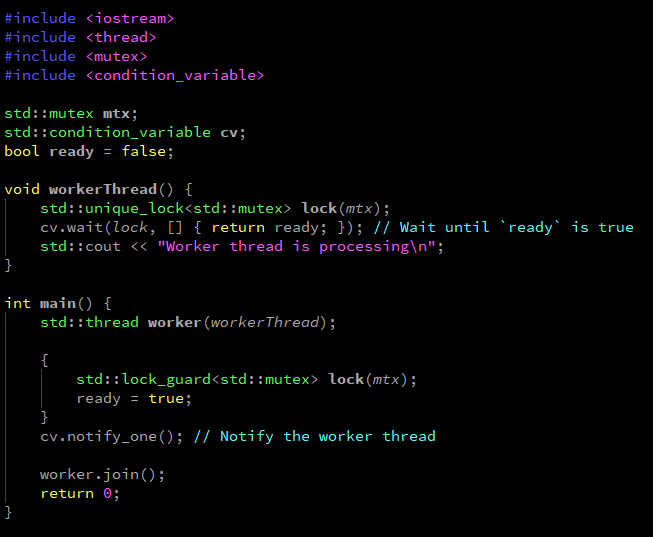 #include <iostream>
#include <thread>
#include <mutex>
#include <condition_variable>

std::mutex mtx;
std::condition_variable cv;
bool ready = false;

void workerThread() {
    std::unique_lock<std::mutex> lock(mtx);
    cv.wait(lock, [] { return ready; }); // Wait until `ready` is true
    std::cout << "Worker thread is processing\n";
}

int main() {
    std::thread worker(workerThread);

    {
        std::lock_guard<std::mutex> lock(mtx);
        ready = true;
    }
    cv.notify_one(); // Notify the worker thread

    worker.join();
    return 0;
}